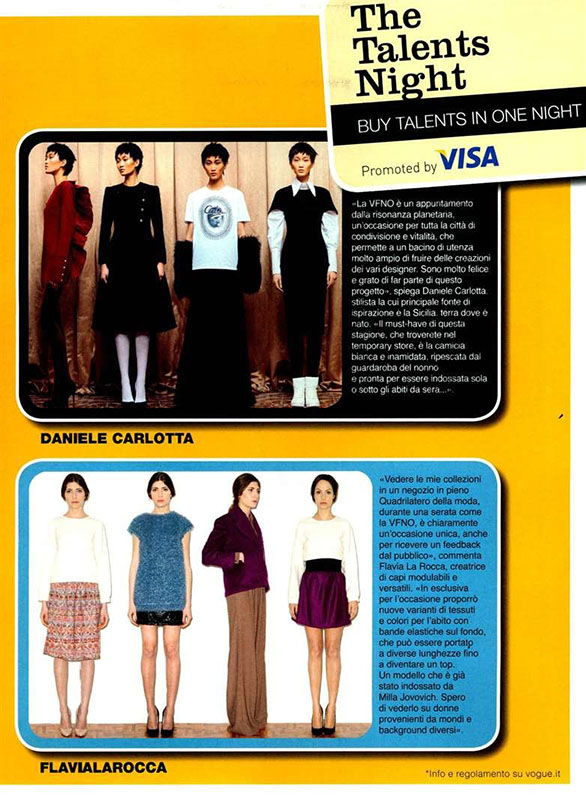 The
Talents
Night
BUY TALENTS IN ONE NIGHT
Promoted by VISA
«La VFNO è un appuntamento
dalla risonanza planetaria,
un'occasione per tutta la città di
condivisione e vitalità, che
permette a un bacino di utenza
molto ampio di fruire delle creazioni
dei vari designer. Sono molto felice
e grato di far parte di questo
progetto», spiega Daniele Carlotta,
stilista la cui principale fonte di
ispirazione è la Sicilia, terra dove è
nato. «Il must-have di questa
stagione, che troverete nel
temporary store, è la camicia
bianca e inamidata, ripescata dal
guardaroba del nonno
e pronta per essere indossata sola
o sotto gli abiti da sera...».
DANIELE CARLOTTA
«Vedere le mie collezioni
in un negozio in pieno
Quadrilatero della moda,
durante una serata come
la VFNO, è chiaramente
un'occasione unica, anche
per ricevere un feedback
dal pubblico», commenta
Flavia La Rocca, creatrice
di capi modulabili e
versatili. «In esclusiva
per l'occasione proporrò
nuove varianti di tessuti
e colori per l'abito con
bande elastiche sul fondo,
che può essere portato
a diverse lunghezze fino
a diventare un top.
Un modello che è già
stato indossato da
Milla Jovovich. Spero
di vederlo su donne
provenienti da mondi e
background diversi».
FLAVIALAROCCA
*Info e regolamento su vogue.it